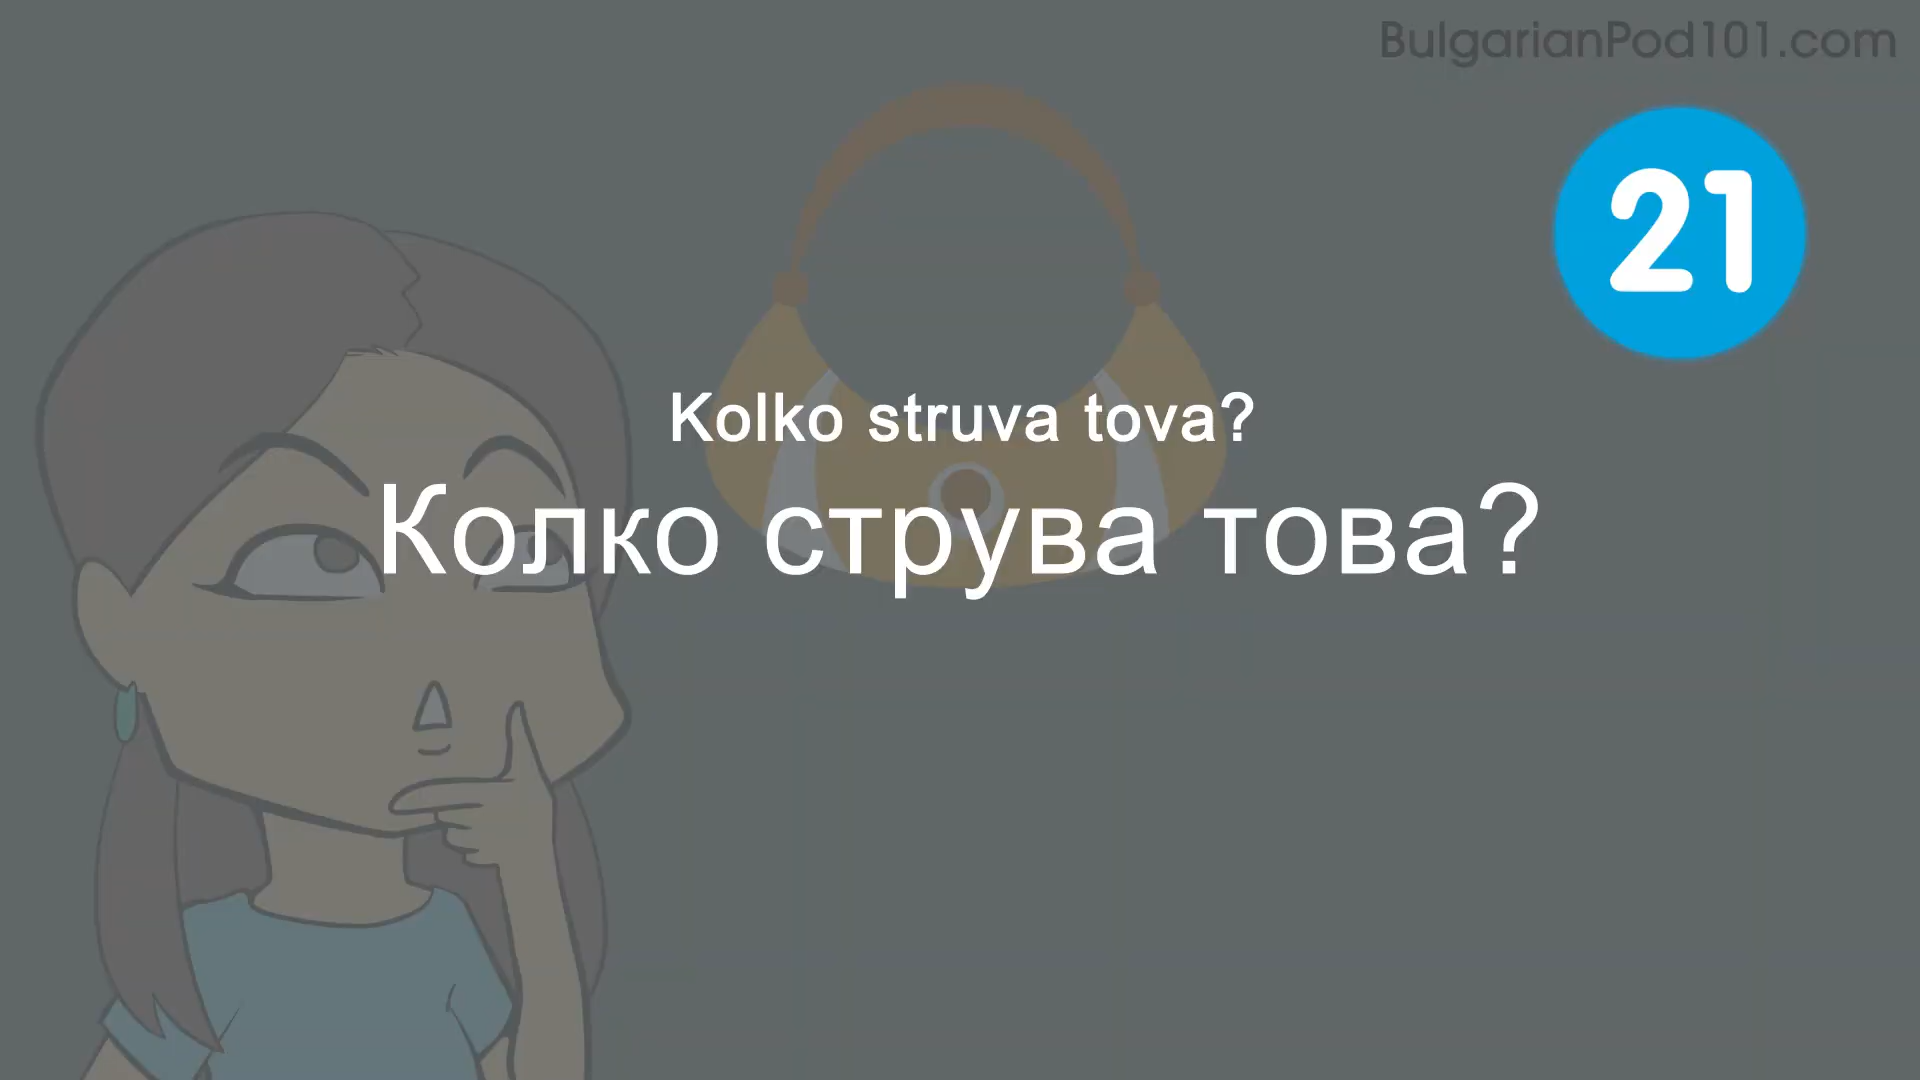 BulgarianPod101.com
21
Kolko struva tova?
Колко струва това?